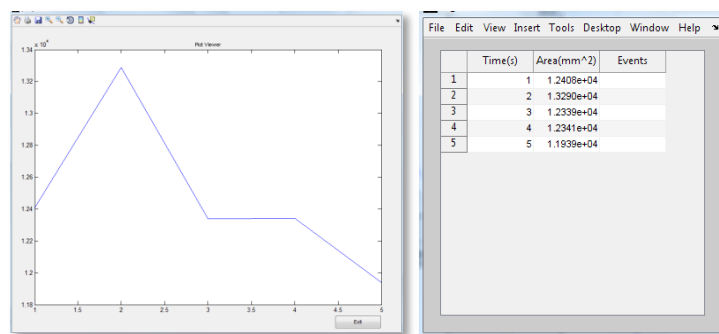 1.34 x 10^4
Plot Viewer
1.32
1.3
1.28
1.26
1.24
1.22
1.2
1.18
1 1.5 2 2.5 3 3.5 4 4.5 5
Exit
File Edit View Insert Tools Desktop Window Help
Time(s) Area(mm^2) Events
1 1 1.2408e+04
2 2 1.3290e+04
3 3 1.2339e+04
4 4 1.2341e+04
5 5 1.1939e+04